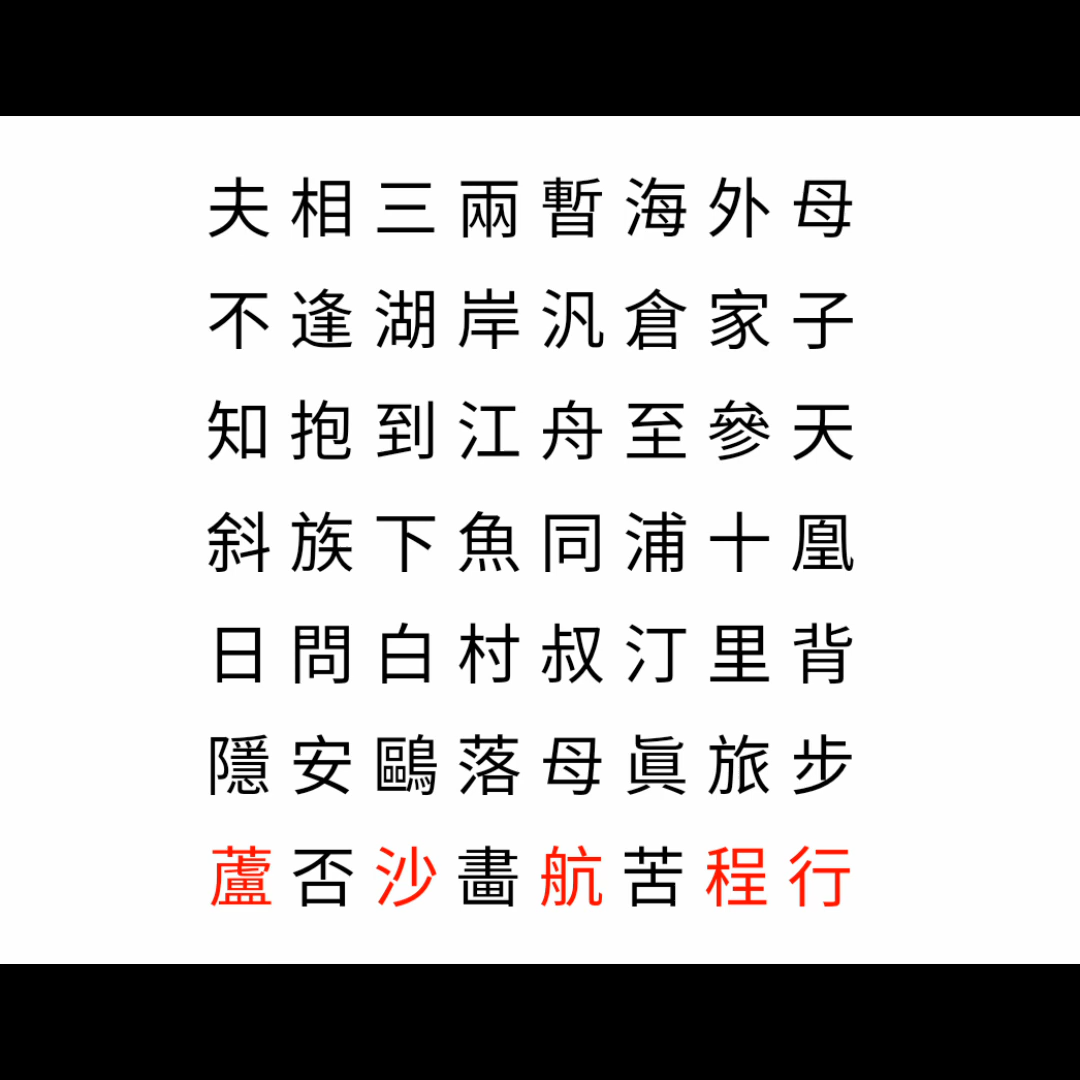 母子天凰背步行
外家參十里旅程
海倉至浦汀眞苦
暫汎舟同叔母航
兩岸江魚村落畫
三湖到下白鷗沙
相逢抱族問安否
夫不知斜日隱蘆